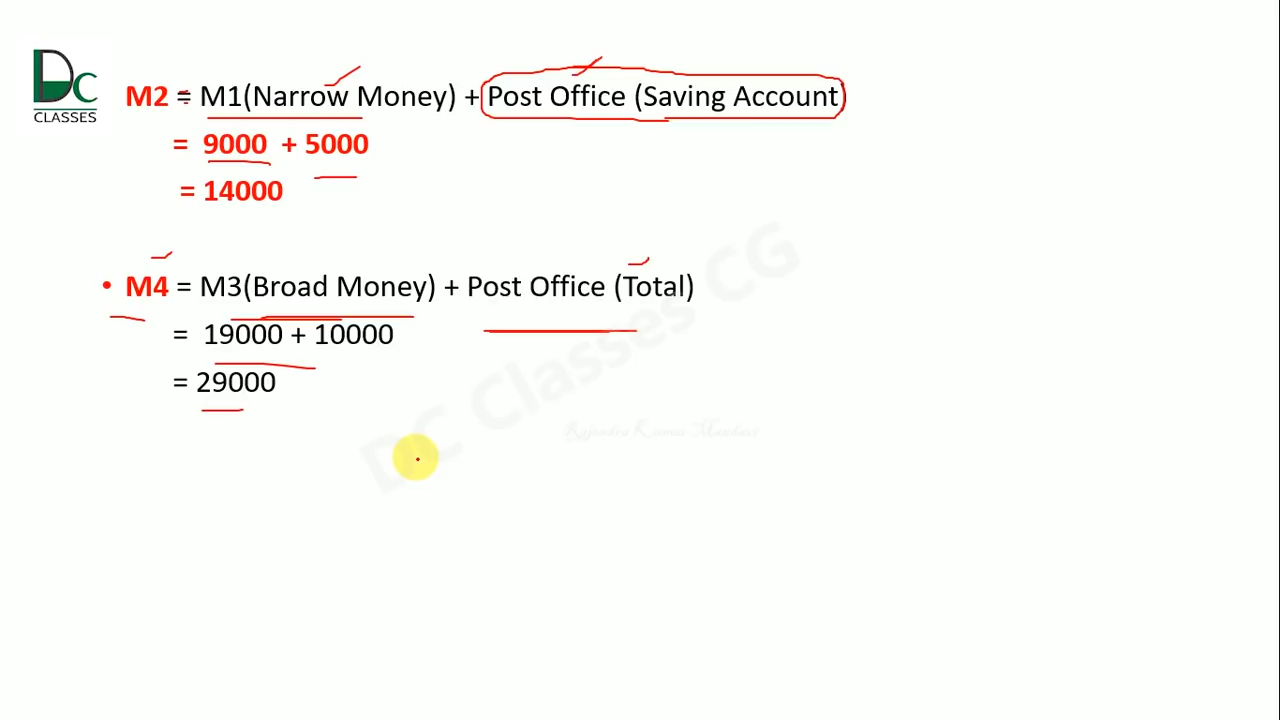 DC
CLASSES
M2 = M1(Narrow Money) + Post Office (Saving Account)
= 9000 + 5000
= 14000
• M4 = M3(Broad Money) + Post Office (Total)
= 19000 + 10000
= 29000
DC Classes CG